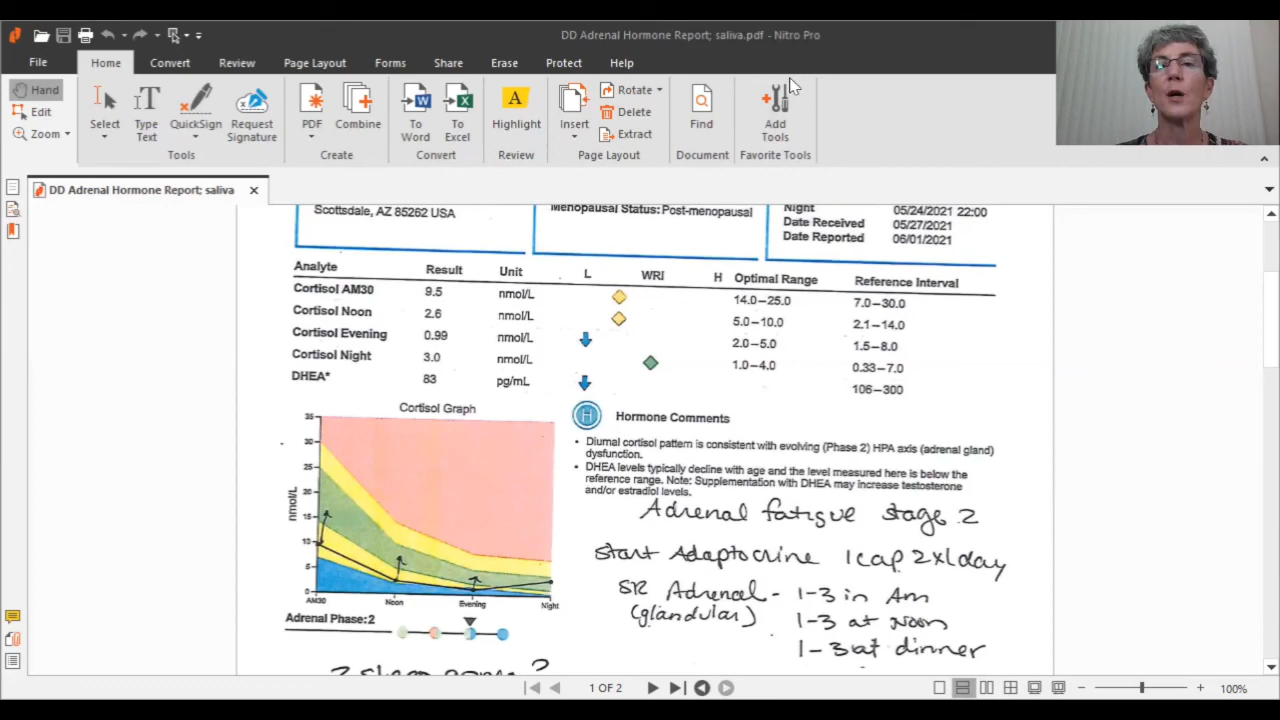 DD Adrenal Hormone Report; saliva.pdf - Nitro Pro
File Home Convert Review Page Layout Forms Share Erase Protect Help
Hand
Edit
Zoom
Select
Type Text
QuickSign
Request Signature
Tools
PDF
Combine
Create
To Word
To Excel
Convert
Highlight
Review
Insert
Rotate
Delete
Extract
Page Layout
Find
Document
Add Tools
Favorite Tools
DD Adrenal Hormone Report; saliva
Scottsdale, AZ 85262 USA
Menopausal Status: Post-menopausal
Night 05/24/2021 22:00
Date Received 05/27/2021
Date Reported 06/01/2021
Analyte Result Unit L WRI H Optimal Range Reference Interval
Cortisol AM30 9.5 nmol/L 14.0–25.0 7.0–30.0
Cortisol Noon 2.6 nmol/L 5.0–10.0 2.1–14.0
Cortisol Evening 0.99 nmol/L 2.0–5.0 1.5–8.0
Cortisol Night 3.0 nmol/L 1.0–4.0 0.33–7.0
DHEA* 83 pg/mL 106–300
Cortisol Graph
35
30
25
20
15
10
5
0
nmol/L
AM30 Noon Evening Night
Adrenal Phase: 2
H Hormone Comments
• Diurnal cortisol pattern is consistent with evolving (Phase 2) HPA axis (adrenal gland)
dysfunction.
• DHEA levels typically decline with age and the level measured here is below the
reference range. Note: Supplementation with DHEA may increase testosterone
and/or estradiol levels.
Adrenal fatigue stage 2
start Adaptocrine 1 cap 2x/day
SR Adrenal - 1-3 in AM
(glandular) 1-3 at Noon
1-3 at dinner
1 OF 2
100%